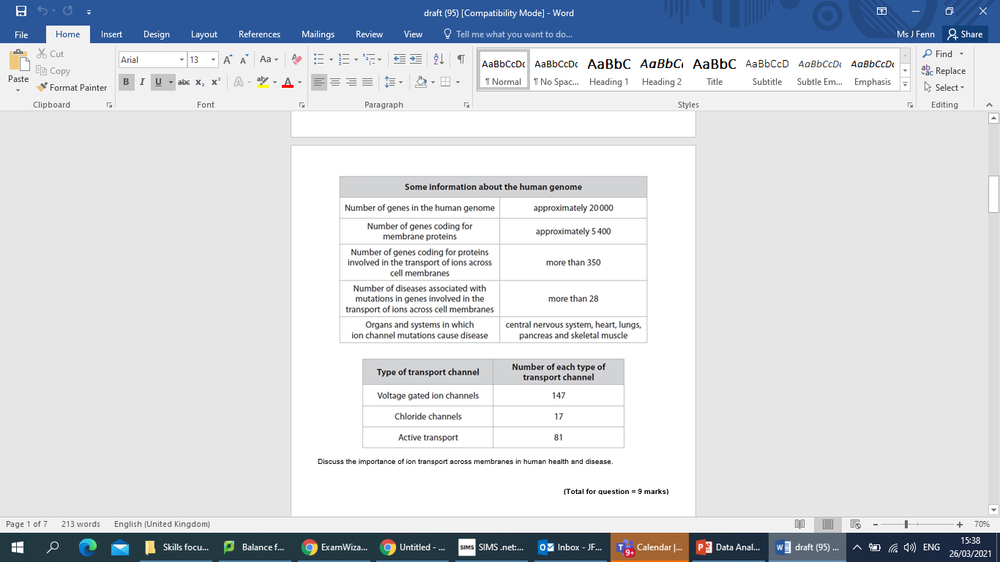 draft (95) [Compatibility Mode] - Word
File Home Insert Design Layout References Mailings Review View Tell me what you want to do... Ms J Fenn Share
Paste
Cut
Copy
Format Painter
Clipboard
Arial 13
Aa
B I U abc x₂ x²
Font
Paragraph
AaBbCcDc AaBbCcDc AaBbC AaBbCc AaBbC AaBbCcD AaBbCcDc AaBbCcDc
¶ Normal ¶ No Spac... Heading 1 Heading 2 Title Subtitle Subtle Em... Emphasis
Styles
Find
Replace
Select
Editing
Some information about the human genome
Number of genes in the human genome approximately 20 000
Number of genes coding for
membrane proteins
approximately 5 400
Number of genes coding for proteins
involved in the transport of ions across
cell membranes
more than 350
Number of diseases associated with
mutations in genes involved in the
transport of ions across cell membranes
more than 28
Organs and systems in which
ion channel mutations cause disease
central nervous system, heart, lungs,
pancreas and skeletal muscle
Type of transport channel
Number of each type of
transport channel
Voltage gated ion channels 147
Chloride channels 17
Active transport 81
Discuss the importance of ion transport across membranes in human health and disease.
(Total for question = 9 marks)
Page 1 of 7 213 words English (United Kingdom) 70%
Skills focu... Balance f... ExamWiza... Untitled - ... SIMS SIMS .net:... Inbox - JF... 9+ Calendar |... Data Anal... draft (95) ... ENG
15:38
26/03/2021